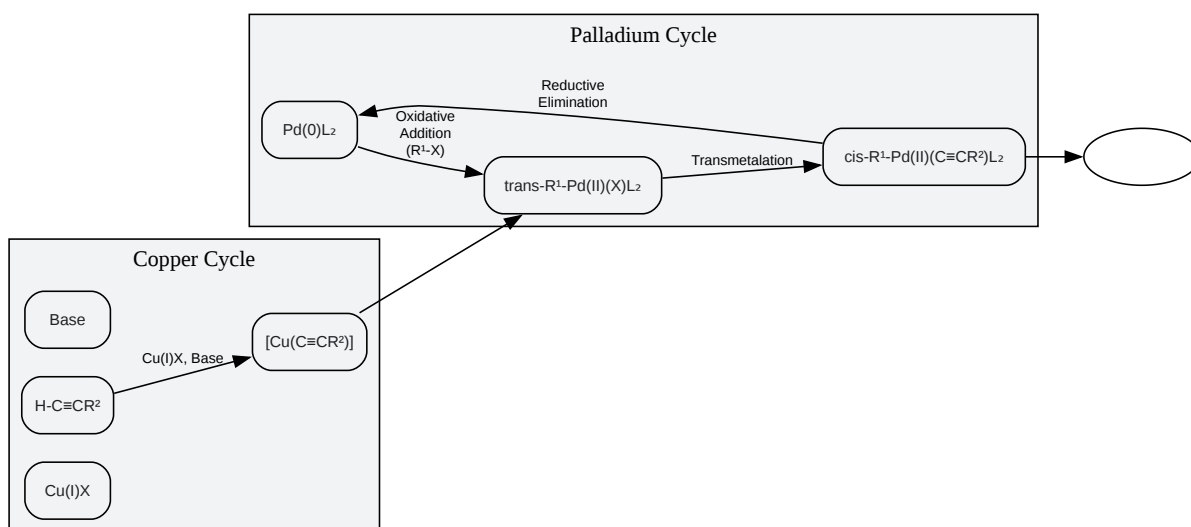 Palladium Cycle
Reductive
Elimination
Pd(0)L₂
Oxidative
Addition
(R¹-X)
trans-R¹-Pd(II)(X)L₂
Transmetalation
cis-R¹-Pd(II)(C≡CR²)L₂
Copper Cycle
Base
[Cu(C≡CR²)]
Cu(I)X, Base
H-C≡CR²
Cu(I)X